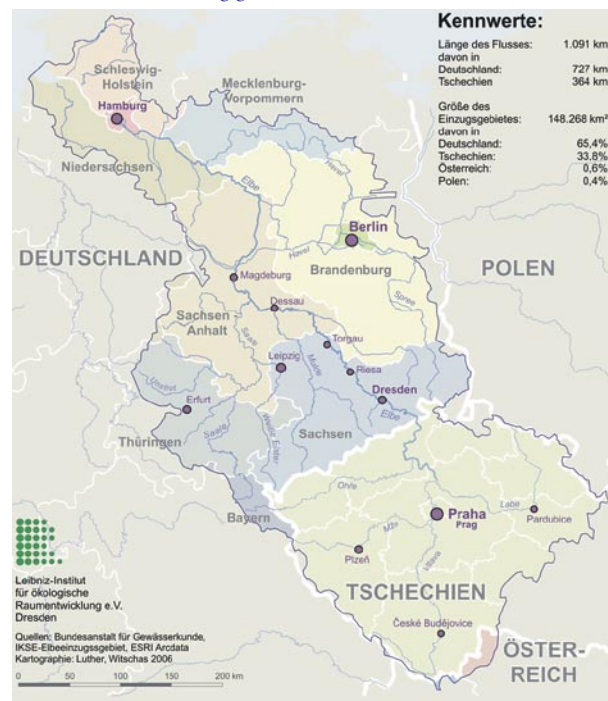 Kennwerte:
Länge des Flusses: 1.091 km
davon in
Deutschland: 727 km
Tschechien 364 km
Größe des
Einzugsgebietes: 148.268 km²
davon in
Deutschland: 65,4%
Tschechien: 33,8%
Österreich: 0,6%
Polen: 0,4%
Schleswig-
Holstein
Mecklenburg-
Vorpommern
Hamburg
Niedersachsen
Elbe
Havel
Berlin
DEUTSCHLAND
Havel
Brandenburg
POLEN
Magdeburg
Dessau
Spree
Sachsen
Anhalt
Saale
Torgau
Leipzig
Mulde
Riesa
Unstrut
Dresden
Erfurt
Elbe
Saale
Weiße Elster
Sachsen
Thüringen
Ohře
Bayern
Praha
Prag
Labe
Pardubice
Mže
Plzeň
Vltava
TSCHECHIEN
České Budějovice
ÖSTER-
REICH
Leibniz-Institut
für ökologische
Raumentwicklung e.V.
Dresden
Quellen: Bundesanstalt für Gewässerkunde,
IKSE-Elbeeinzugsgebiet, ESRI Arcdata
Kartographie: Luther, Witschas 2006
0 50 100 150 200 km